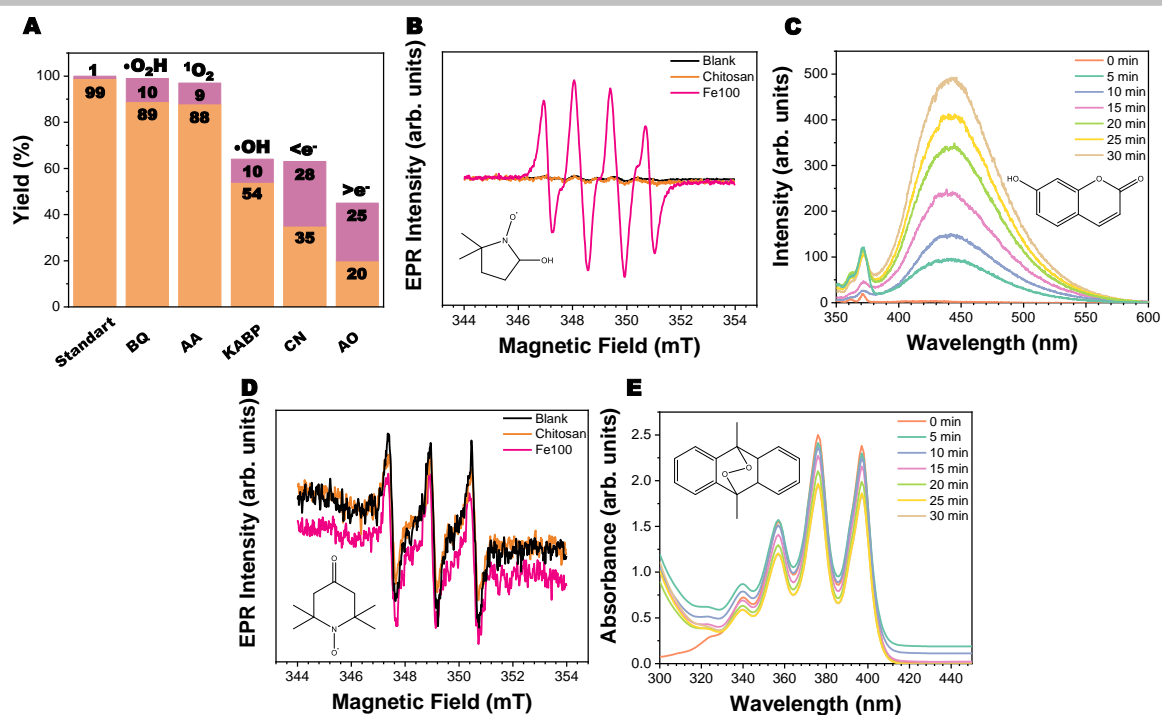 A
Yield (%)
100
80
60
40
20
0
1
99
•O₂H
10
89
¹O₂
9
88
•OH
10
54
<e⁻
28
35
>e⁻
25
20
Standart
BQ
AA
KABP
CN
AO
B
EPR Intensity (arb. units)
Blank
Chitosan
Fe100
O·
N
OH
344 346 348 350 352 354
Magnetic Field (mT)
C
Intensity (arb. units)
500
400
300
200
100
0
0 min
5 min
10 min
15 min
20 min
25 min
30 min
HO
O
O
350 400 450 500 550 600
Wavelength (nm)
D
EPR Intensity (arb. units)
Blank
Chitosan
Fe100
O
N
O·
344 346 348 350 352 354
Magnetic Field (mT)
E
Absorbance (arb. units)
2.5
2.0
1.5
1.0
0.5
0.0
O
O
0 min
5 min
10 min
15 min
20 min
25 min
30 min
300 320 340 360 380 400 420 440
Wavelength (nm)